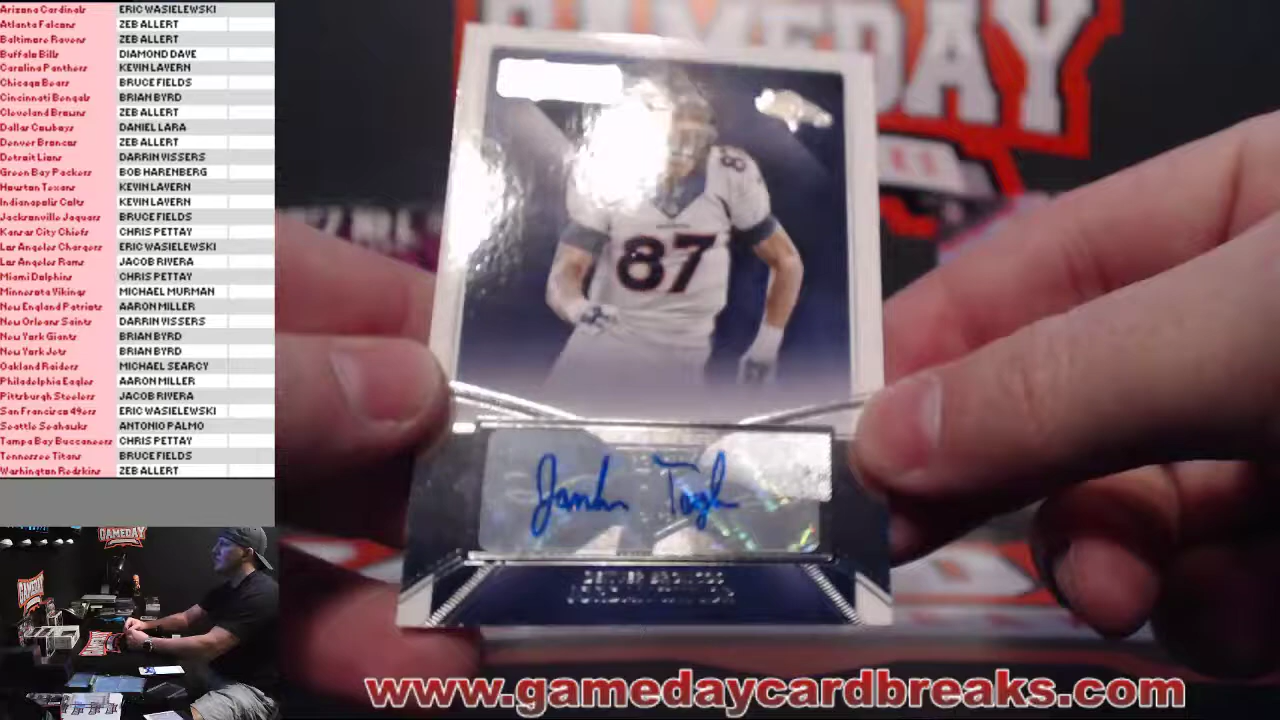 Arizona Cardinals ERIC WASIELEWSKI
Atlanta Falcons ZEB ALLERT
Baltimore Ravens ZEB ALLERT
Buffalo Bills DIAMOND DAVE
Carolina Panthers KEVIN LAVERN
Chicago Bears BRUCE FIELDS
Cincinnati Bengals BRIAN BYRD
Cleveland Browns ZEB ALLERT
Dallas Cowboys DANIEL LARA
Denver Broncos ZEB ALLERT
Detroit Lions DARRIN VISSERS
Green Bay Packers BOB HARENBERG
Houston Texans KEVIN LAVERN
Indianapolis Colts KEVIN LAVERN
Jacksonville Jaguars BRUCE FIELDS
Kansas City Chiefs CHRIS PETTAY
Los Angeles Chargers ERIC WASIELEWSKI
Los Angeles Rams JACOB RIVERA
Miami Dolphins CHRIS PETTAY
Minnesota Vikings MICHAEL MURMAN
New England Patriots AARON MILLER
New Orleans Saints DARRIN VISSERS
New York Giants BRIAN BYRD
New York Jets BRIAN BYRD
Oakland Raiders MICHAEL SEARCY
Philadelphia Eagles AARON MILLER
Pittsburgh Steelers JACOB RIVERA
San Francisco 49ers ERIC WASIELEWSKI
Seattle Seahawks ANTONIO PALMO
Tampa Bay Buccaneers CHRIS PETTAY
Tennessee Titans BRUCE FIELDS
Washington Redskins ZEB ALLERT
GAMEDAY
87
8
DENVER BRONCOS
GAMEDAY
GAMEDAY
www.gamedaycardbreaks.com